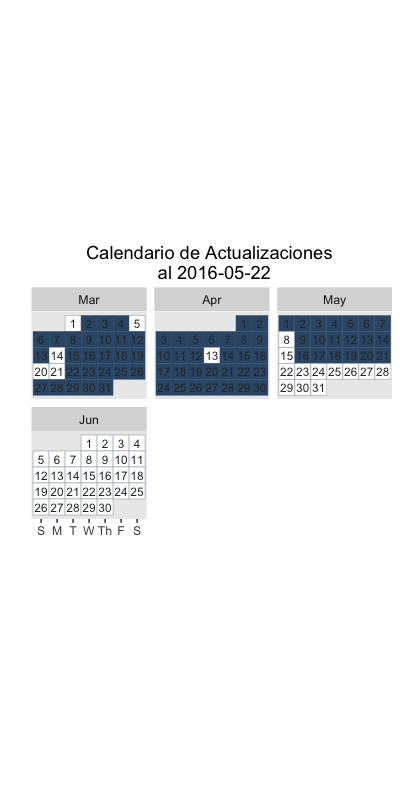 Calendario de Actualizaciones
al 2016-05-22
Mar
1 2 3 4 5
6 7 8 9 10 11 12
13 14 15 16 17 18 19
20 21 22 23 24 25 26
27 28 29 30 31
Apr
1 2
3 4 5 6 7 8 9
10 11 12 13 14 15 16
17 18 19 20 21 22 23
24 25 26 27 28 29 30
May
1 2 3 4 5 6 7
8 9 10 11 12 13 14
15 16 17 18 19 20 21
22 23 24 25 26 27 28
29 30 31
Jun
1 2 3 4
5 6 7 8 9 10 11
12 13 14 15 16 17 18
19 20 21 22 23 24 25
26 27 28 29 30
S M T W Th F S